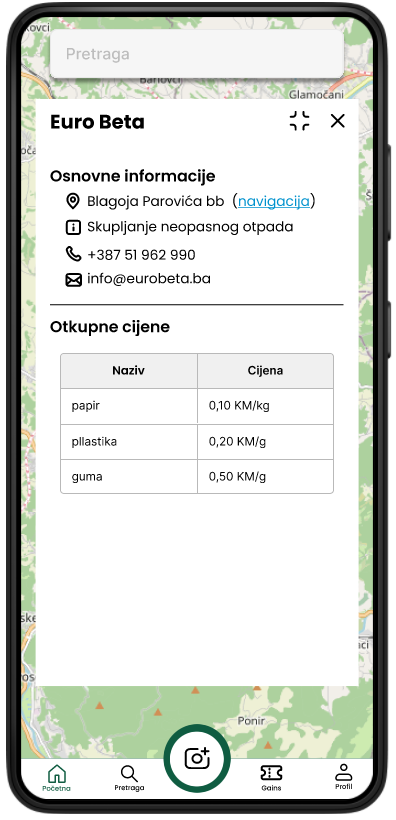 kovci
Pretraga
Barlovci
Glamočani
Euro Beta
Osnovne informacije
Blagoja Parovića bb (navigacija)
Skupljanje neopasnog otpada
+387 51 962 990
info@eurobeta.ba
Otkupne cijene
Naziv Cijena
papir 0,10 KM/kg
pllastika 0,20 KM/g
guma 0,50 KM/g
Ponir
Početna Pretraga Gains Profil